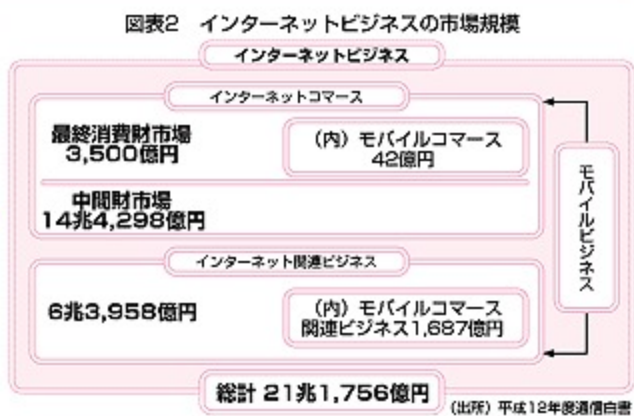 図表2 インターネットビジネスの市場規模
インターネットビジネス
インターネットコマース
最終消費財市場
3,500億円
（内）モバイルコマース
42億円
中間財市場
14兆4,298億円
モバイルビジネス
インターネット関連ビジネス
6兆3,958億円
（内）モバイルコマース
関連ビジネス1,687億円
総計 21兆1,756億円
（出所）平成12年度通信白書